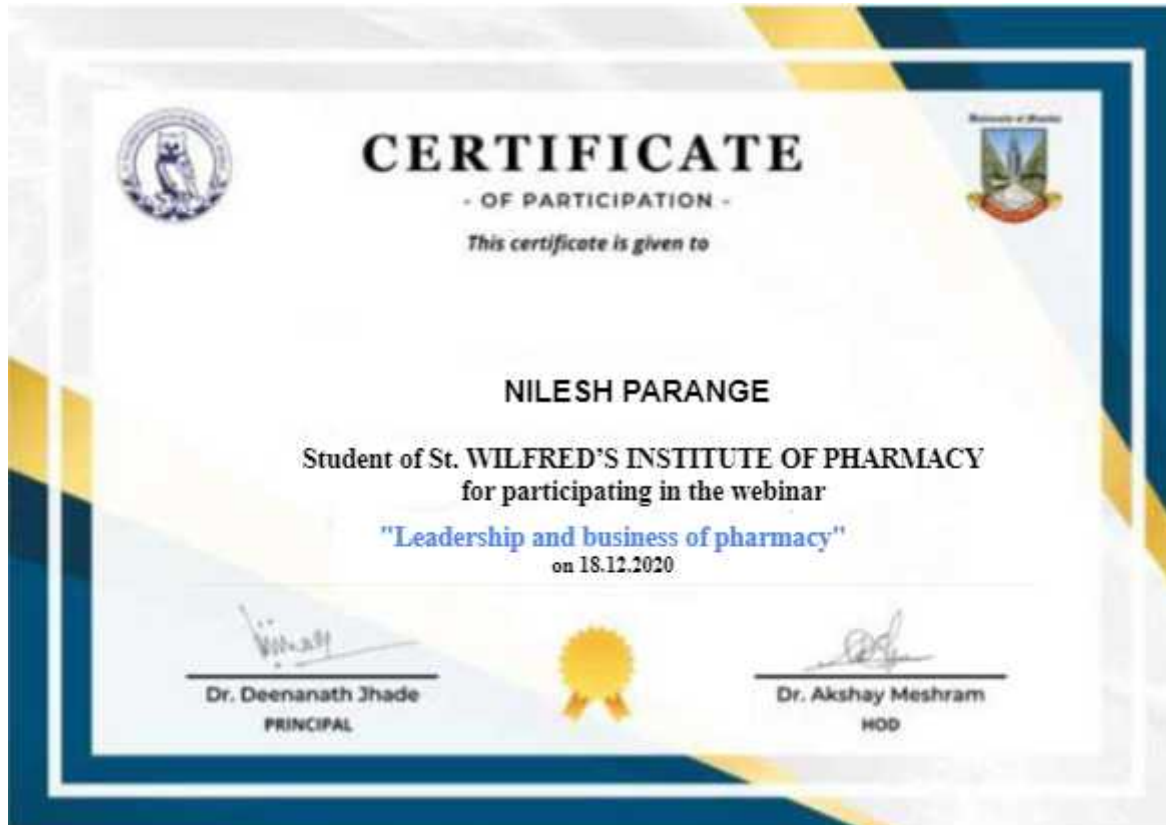 CERTIFICATE
- OF PARTICIPATION -
This certificate is given to
NILESH PARANGE
Student of St. WILFRED'S INSTITUTE OF PHARMACY
for participating in the webinar
"Leadership and business of pharmacy"
on 18.12.2020
Dr. Deenanath Jhade
PRINCIPAL
Dr. Akshay Meshram
HOD